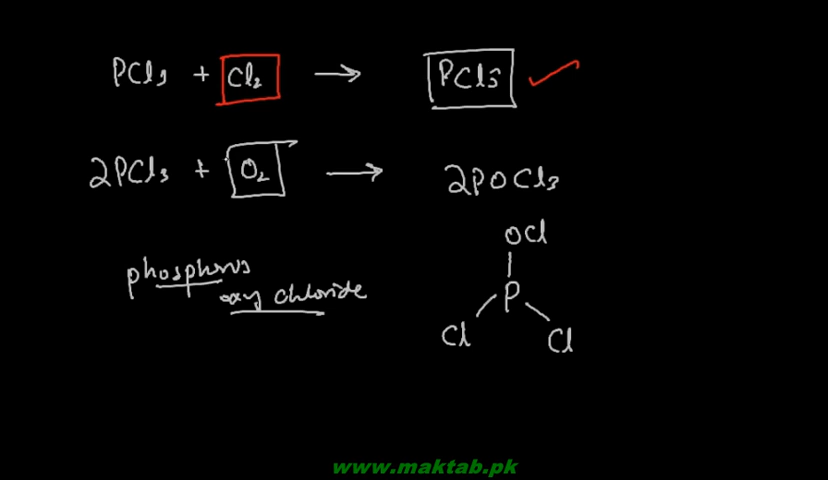 PCl₃ + Cl₂ → PCl₅
2PCl₃ + O₂ → 2POCl₃
phosphorus
oxy chloride
OCl
P
Cl Cl
www.maktab.pk